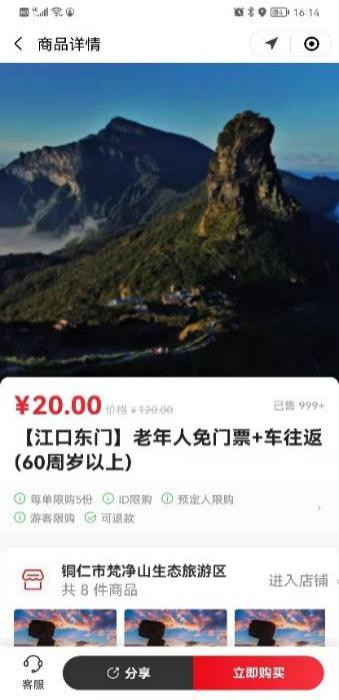 16:14
商品详情
¥20.00 价格 ¥120.00 已售 999+
【江口东门】老年人免门票+车往返
(60周岁以上)
每单限购5份 ID限购 预定人限购
游客限购 可退款
铜仁市梵净山生态旅游区
共 8 件商品
进入店铺
客服
分享
立即购买